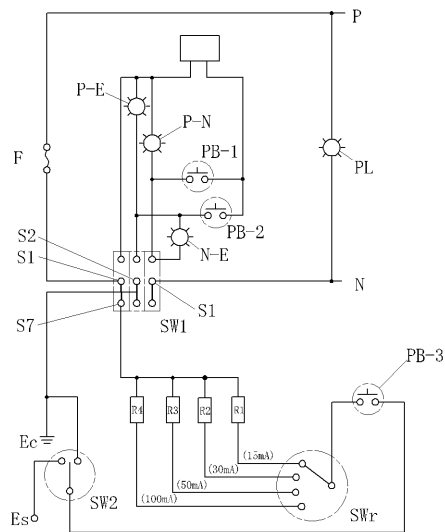 P
P-E
P-N
F
PB-1
PL
S2
PB-2
S1
N-E
N
S7
S1
SW1
PB-3
R4
R3
R2
R1
(15mA)
(30mA)
(50mA)
(100mA)
Ec
Es
SW2
SWr